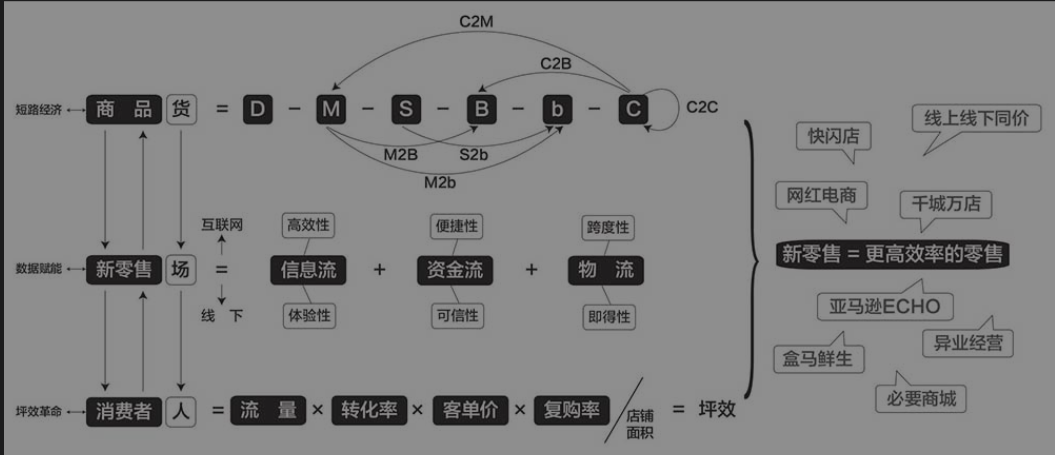 C2M
C2B
C2C
短路经济
商 品
货
= D - M - S - B - b - C
M2B
S2b
M2b
互联网
高效性
便捷性
跨度性
数据赋能
新零售
场
= 信息流 + 资金流 + 物 流
线 下
体验性
可信性
即得性
坪效革命
消费者
人
= 流 量 × 转化率 × 客单价 × 复购率 / 店铺
面积
= 坪效
快闪店
线上线下同价
网红电商
千城万店
新零售 = 更高效率的零售
亚马逊ECHO
异业经营
盒马鲜生
必要商城